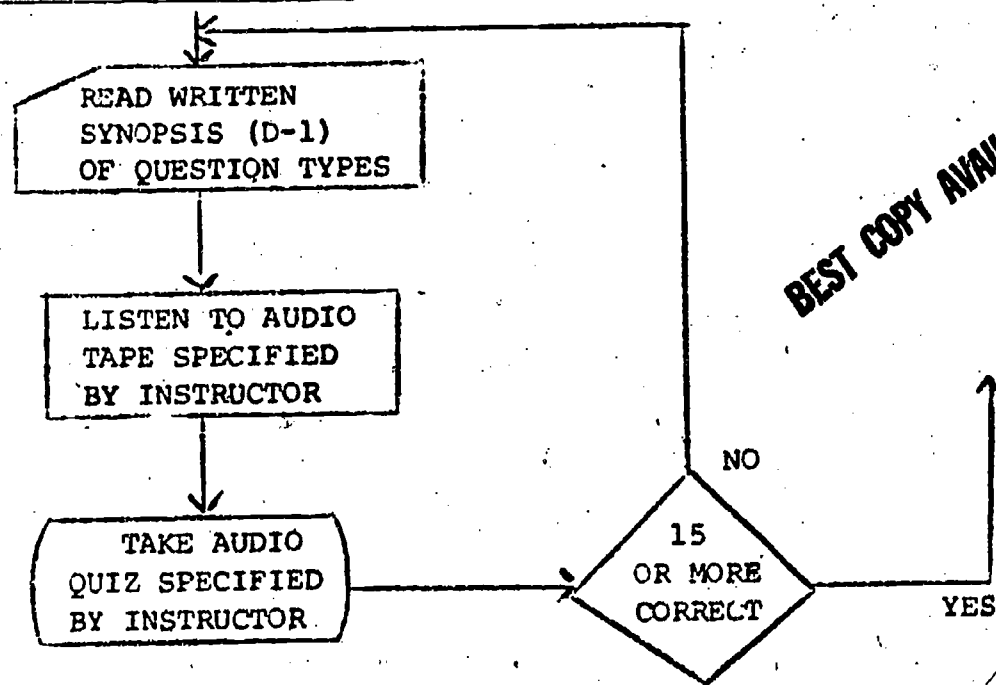 READ WRITTEN
SYNOPSIS (D-1)
OF QUESTION TYPES
BEST COPY
LISTEN TO AUDIO
TAPE SPECIFIED
BY INSTRUCTOR
NO
TAKE AUDIO
QUIZ SPECIFIED
BY INSTRUCTOR
15
OR MORE
CORRECT
YES